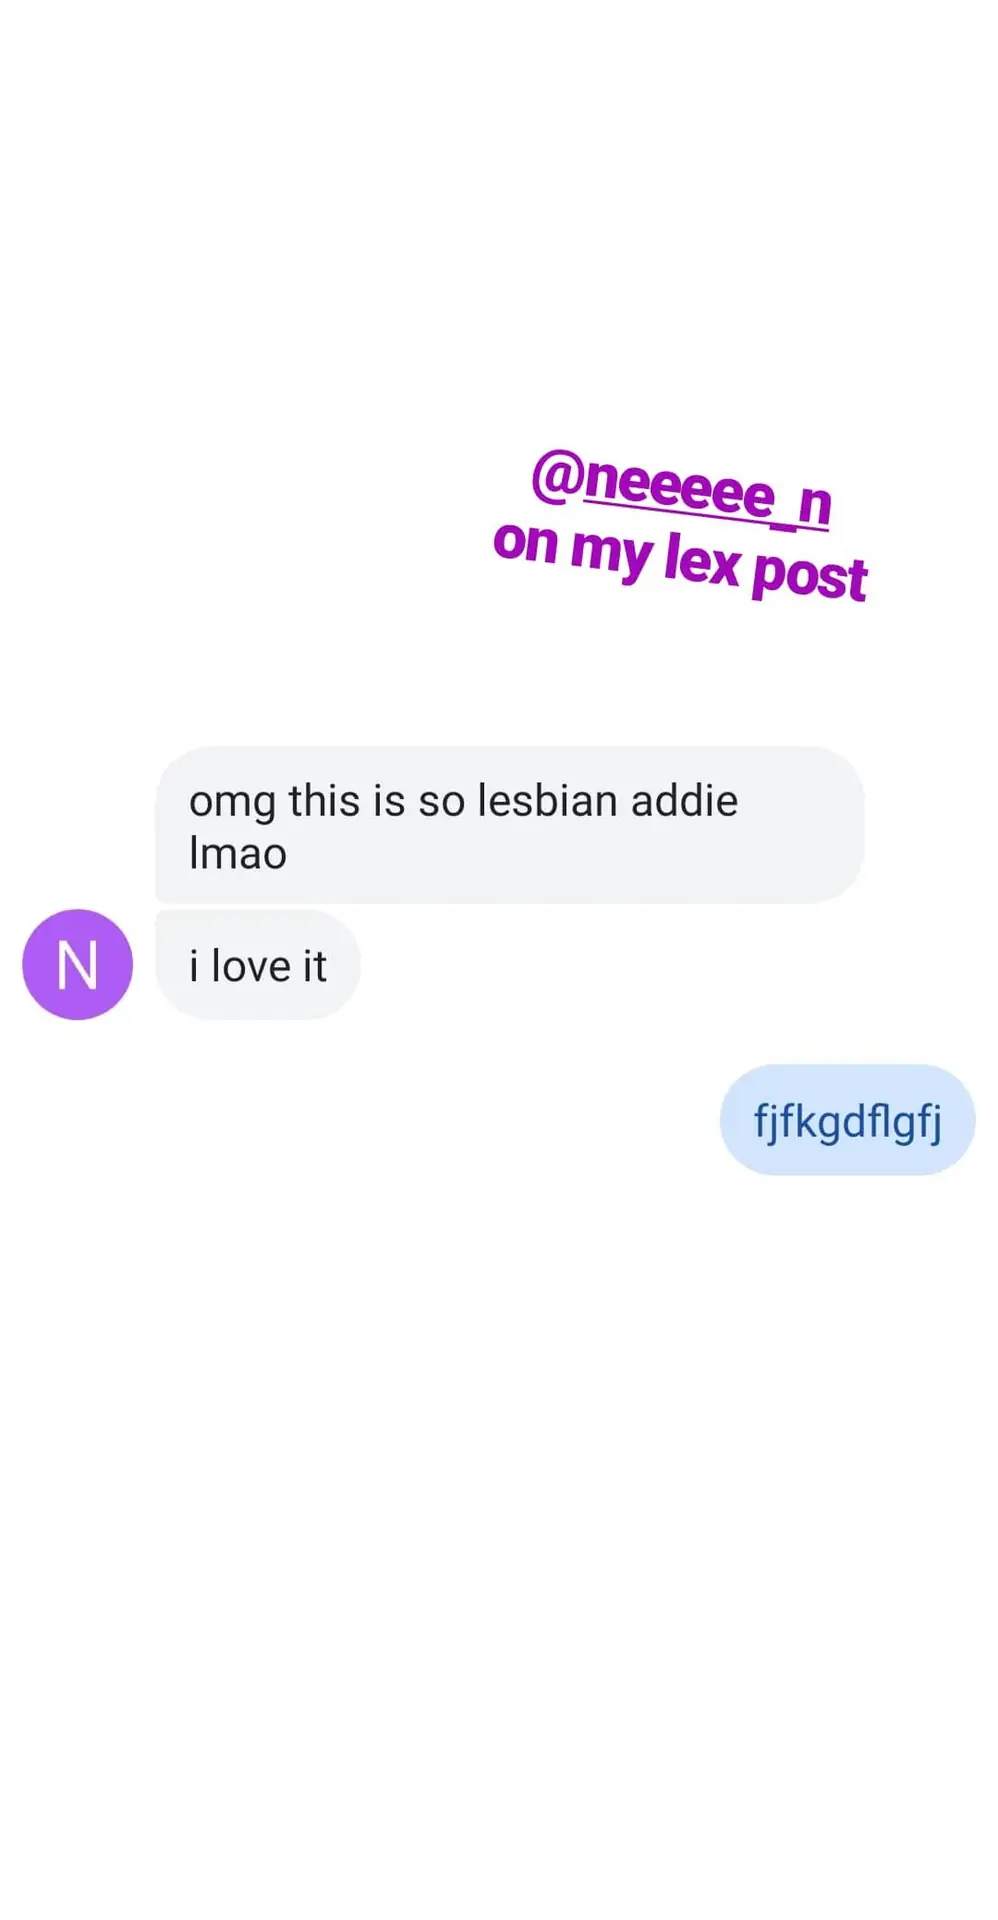 @neeeee_n
on my lex post
omg this is so lesbian addie
lmao
N
i love it
fjfkgdflgfj